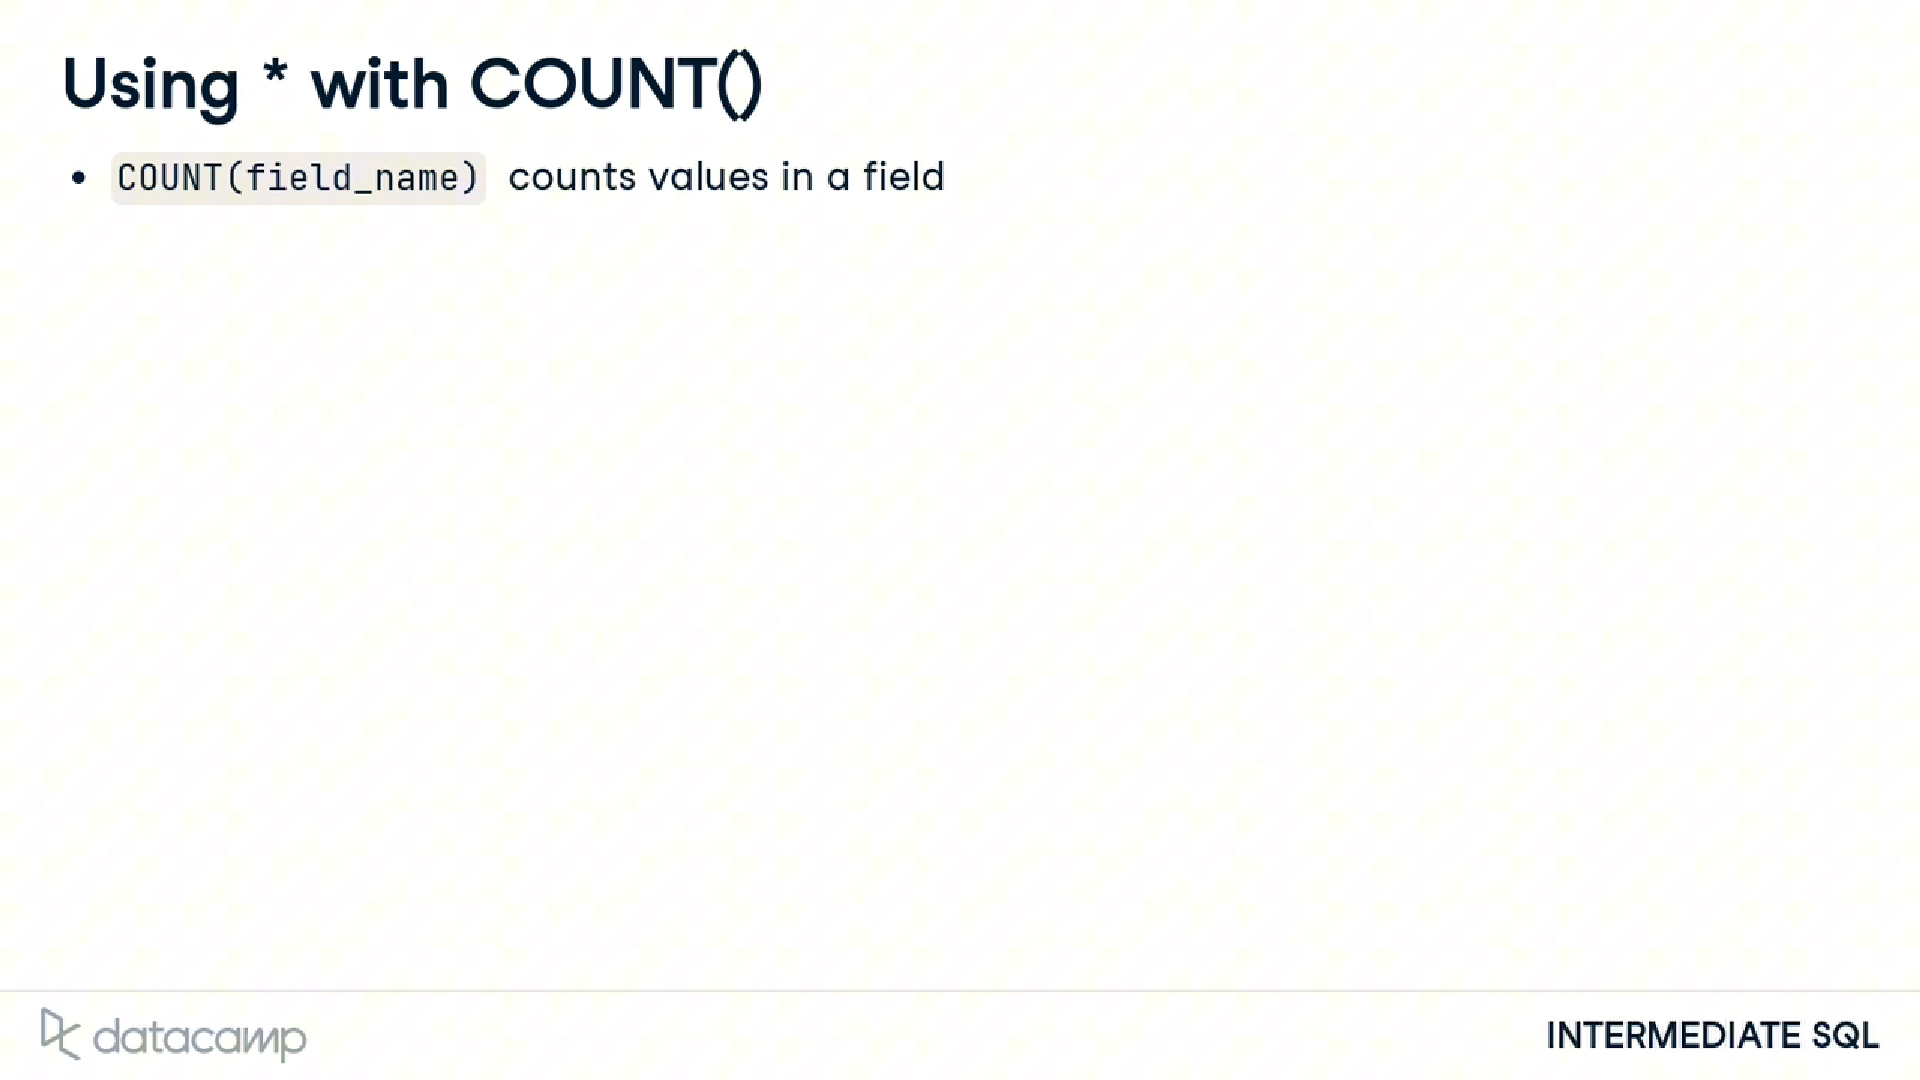 Using * with COUNT()
• COUNT(field_name) counts values in a field
datacamp
INTERMEDIATE SQL